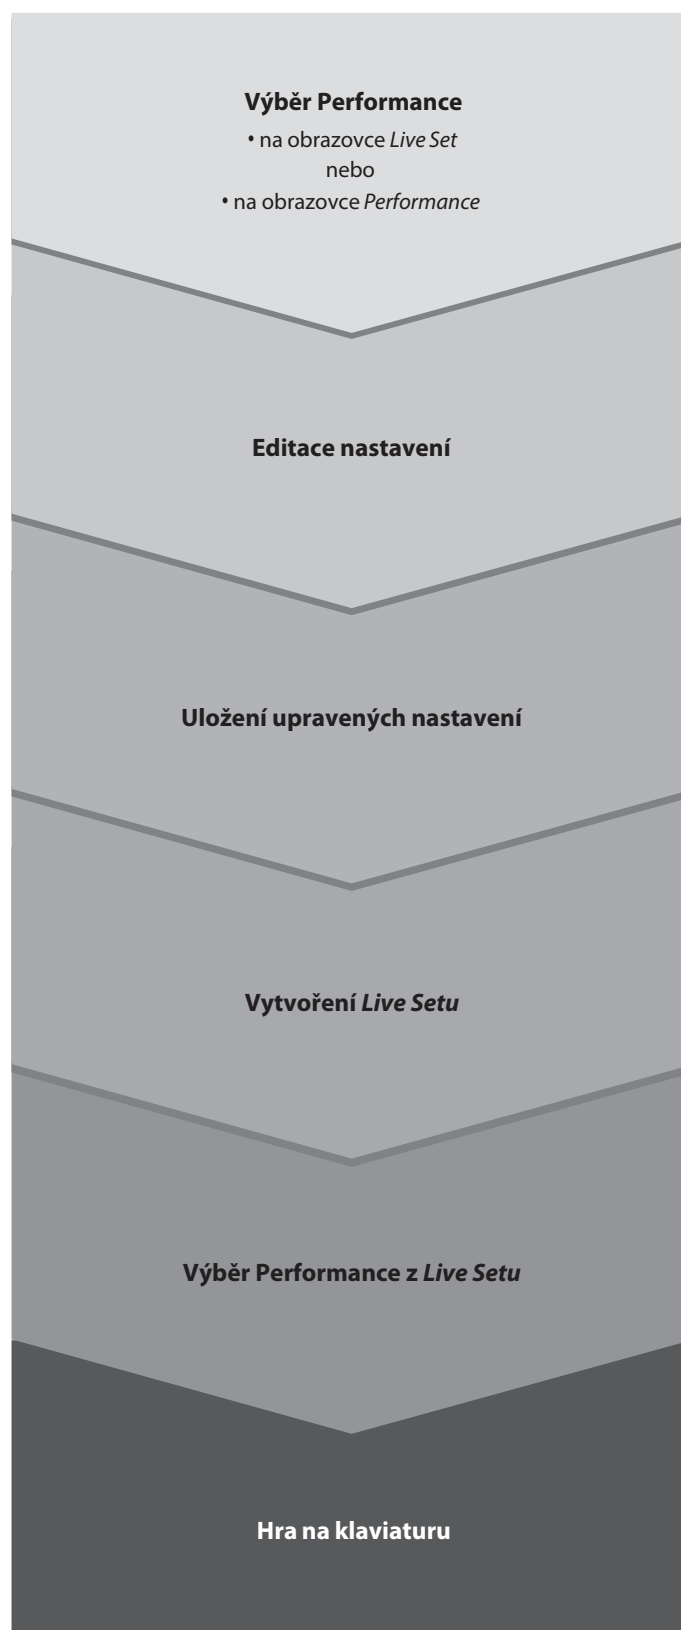 Výběr Performance
• na obrazovce Live Set
nebo
• na obrazovce Performance
Editace nastavení
Uložení upravených nastavení
Vytvoření Live Setu
Výběr Performance z Live Setu
Hra na klaviaturu